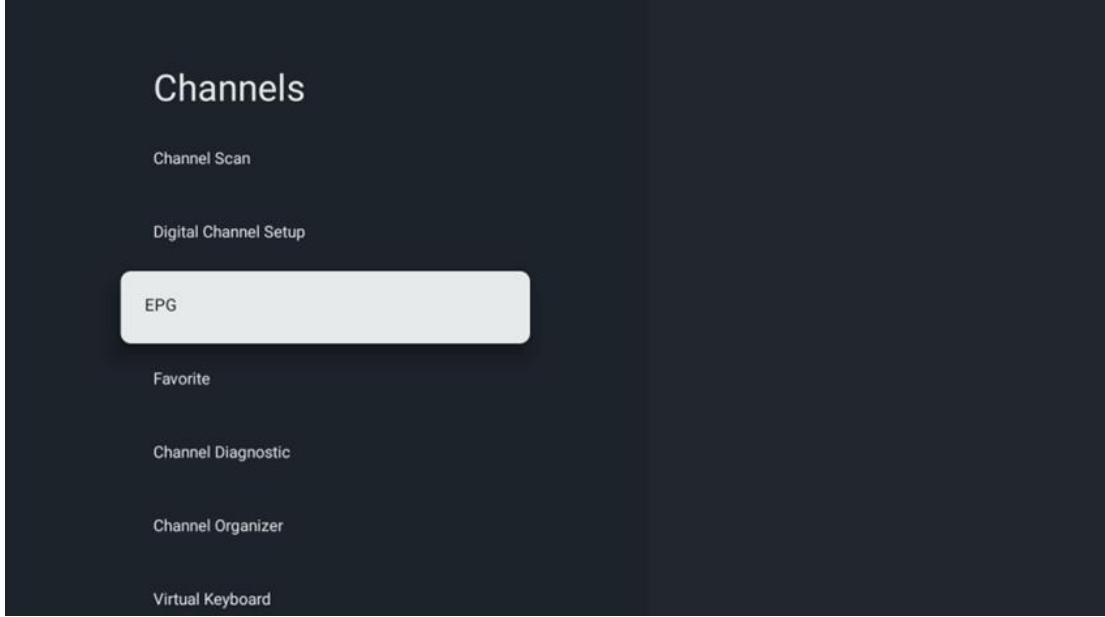 Channels
Channel Scan
Digital Channel Setup
EPG
Favorite
Channel Diagnostic
Channel Organizer
Virtual Keyboard